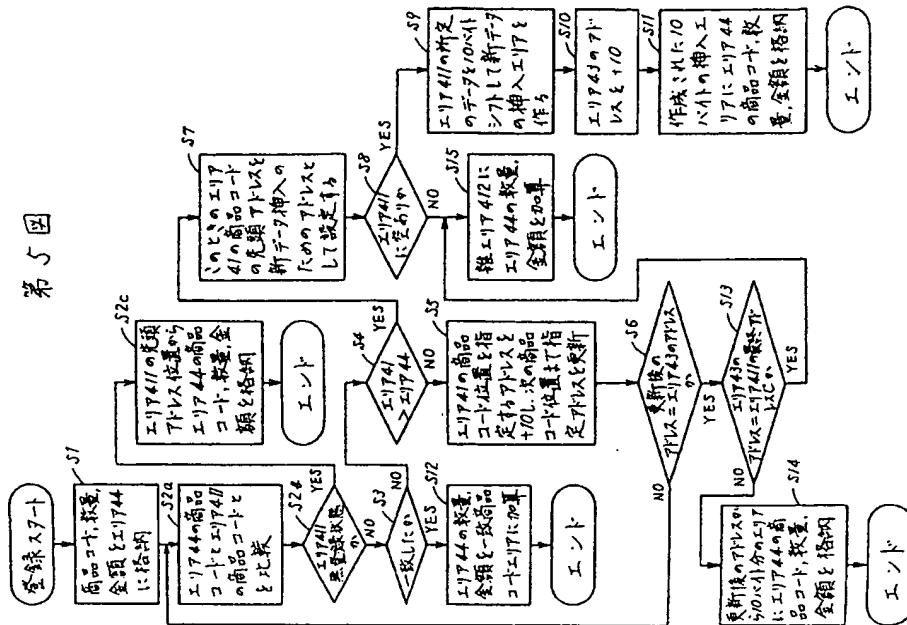 第5図
登録スタート
S1
商品コード,数量,
金額をエリア44
に格納
S2a
エリア44の商品
コードとエリア411
の商品コードと
を比較
S2b
エリア411
無登録状態
か
YES
NO
S2c
エリア411の先頭
アドレス位置から
エリア44の商品
コード,数量,金
額を格納
エンド
S3
一致したか
NO
YES
S12
エリア44の数量,
金額を一致商品
コードエリアに加算
エンド
S4
エリア41
>エリア44
YES
NO
S5
エリア41の商品
コード位置を指
定するアドレスを
+10し,次の商品
コード位置まで指
定アドレスを更新
S6
更新後の
アドレス=エリア43のアドレス
か
NO
YES
S7
このときのエリア
41の商品コード
の先頭アドレスを
新データ挿入の
ためのアドレスと
して設定する
S8
エリア411
に空ありか
YES
NO
S9
エリア411の所定
のデータを10バイト
シフトして新データ
の挿入エリアを
作る
S10
エリア43のアド
レスを+10
S11
作成された10
バイトの挿入エ
リアにエリア44
の商品コード,数
量,金額を格納
エンド
S15
雑エリア412に
エリア44の数量,
金額を加算
エンド
S13
エリア43の
アドレス=エリア411の最終アド
レスCか
NO
YES
S14
更新後のアドレスか
ら10バイト分のエリア
にエリア44の商
品コード,数量,
金額を格納
エンド